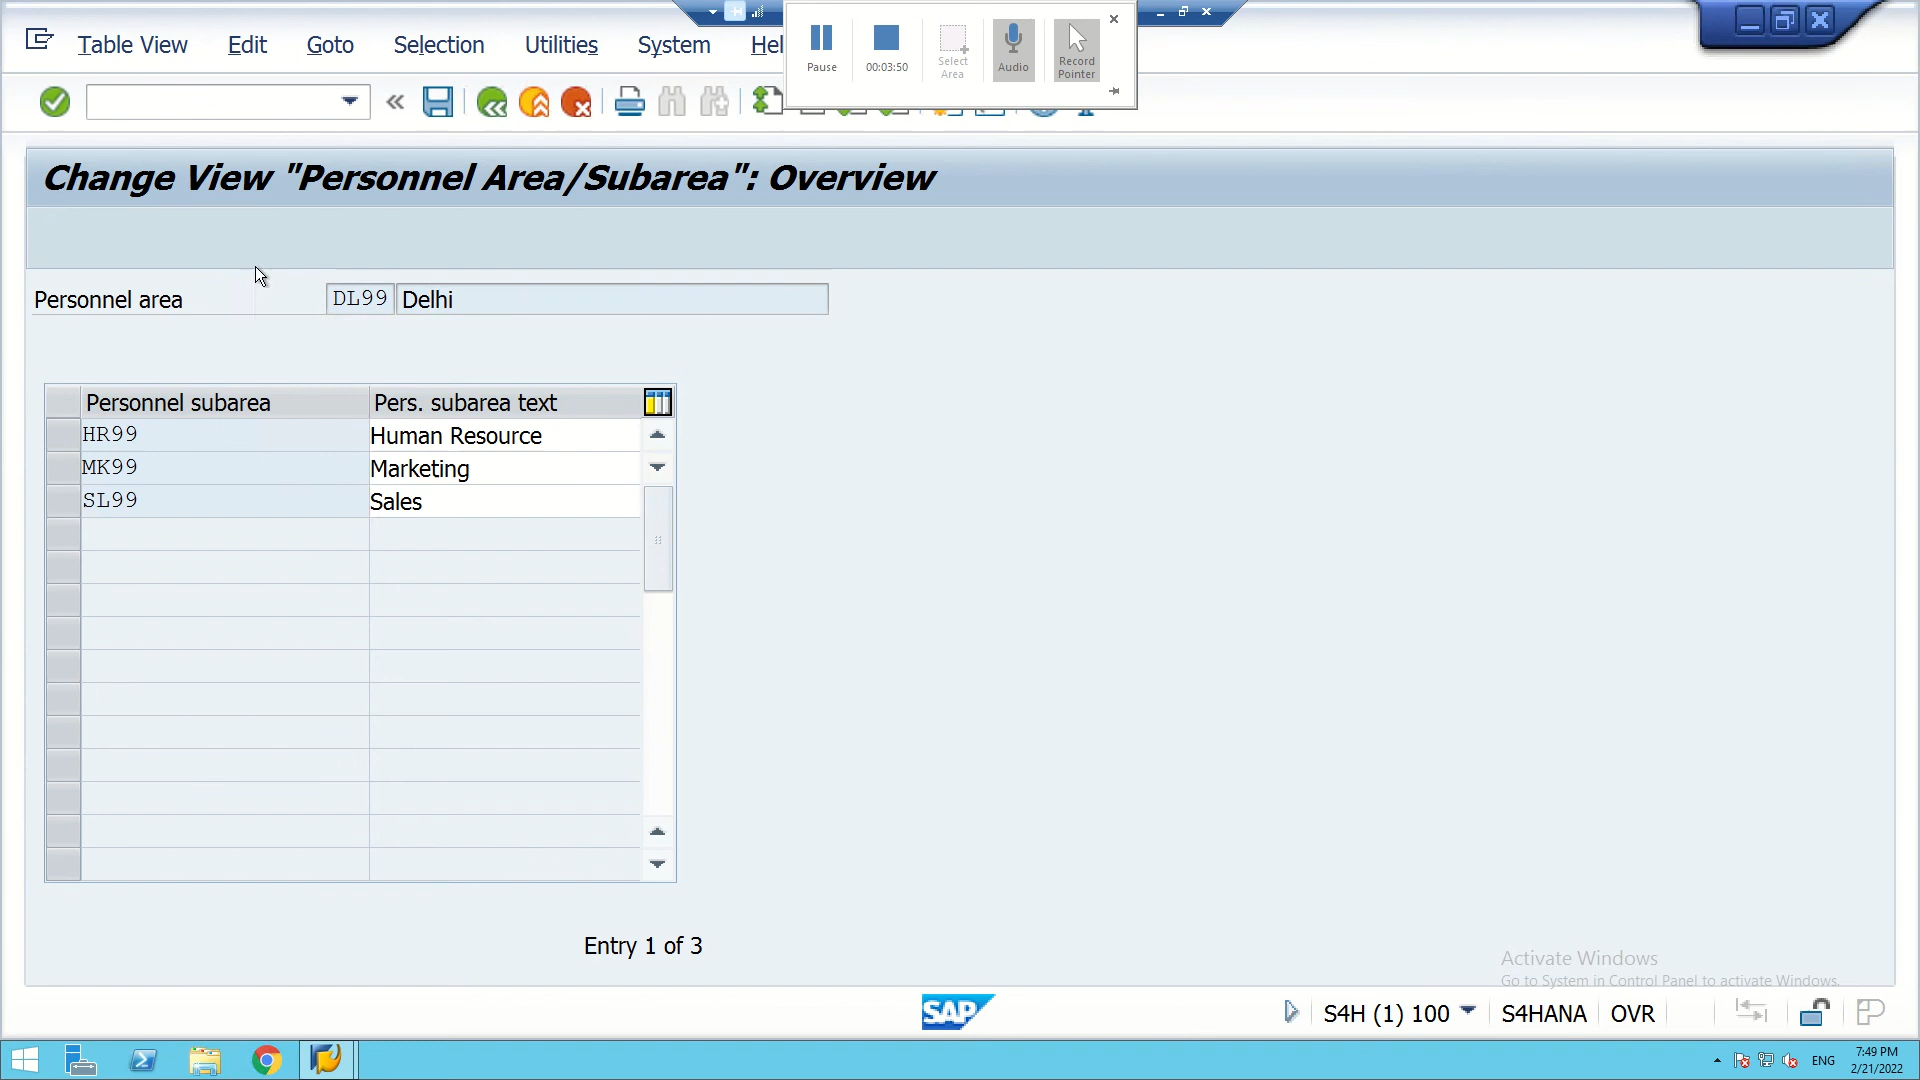 Table View Edit Goto Selection Utilities System Hel
Pause 00:03:50 Select Area Audio Record Pointer
Change View "Personnel Area/Subarea": Overview
Personnel area DL99 Delhi
Personnel subarea Pers. subarea text
HR99 Human Resource
MK99 Marketing
SL99 Sales
Entry 1 of 3
Activate Windows
Go to System in Control Panel to activate Windows.
SAP S4H (1) 100 S4HANA OVR
ENG 7:49 PM
2/21/2022